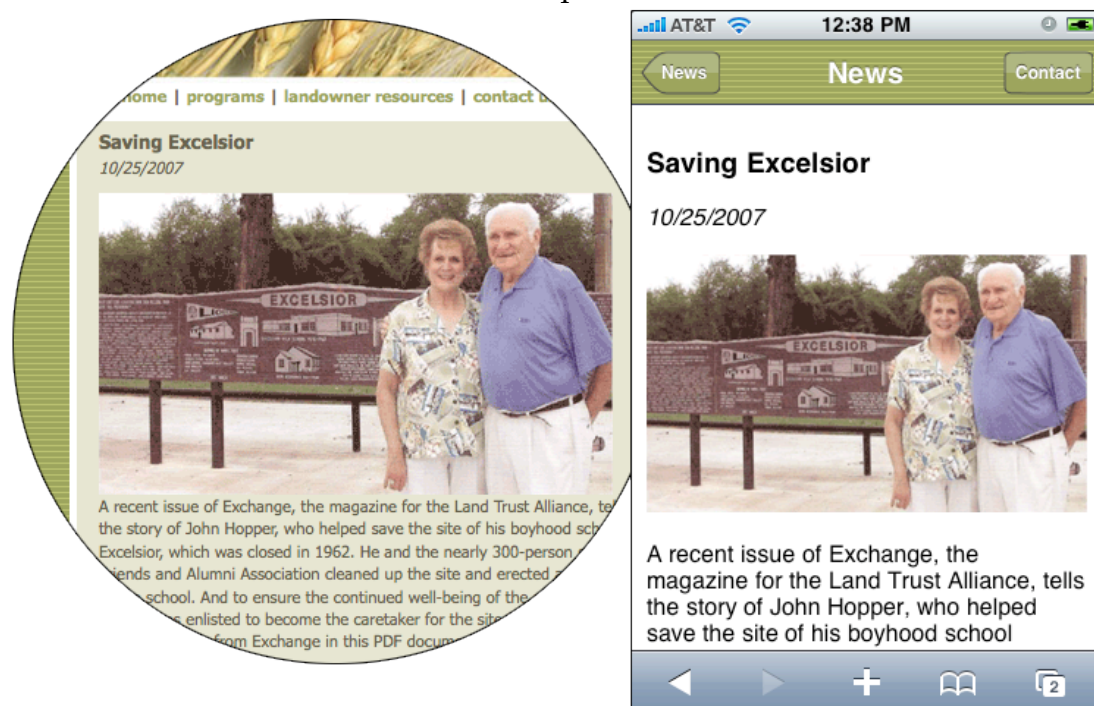 home | programs | landowner resources | contact
Saving Excelsior
10/25/2007
EXCELSIOR
A recent issue of Exchange, the magazine for the Land Trust Alliance,
the story of John Hopper, who helped save the site of his boyhood
Excelsior, which was closed in 1962. He and the nearly 300-person
Friends and Alumni Association cleaned up the site and erected
school. And to ensure the continued well-being of the
enlisted to become the caretaker for the site
from Exchange in this PDF
AT&T
12:38 PM
News
News
Contact
Saving Excelsior
10/25/2007
EXCELSIOR
A recent issue of Exchange, the
magazine for the Land Trust Alliance, tells
the story of John Hopper, who helped
save the site of his boyhood school
2